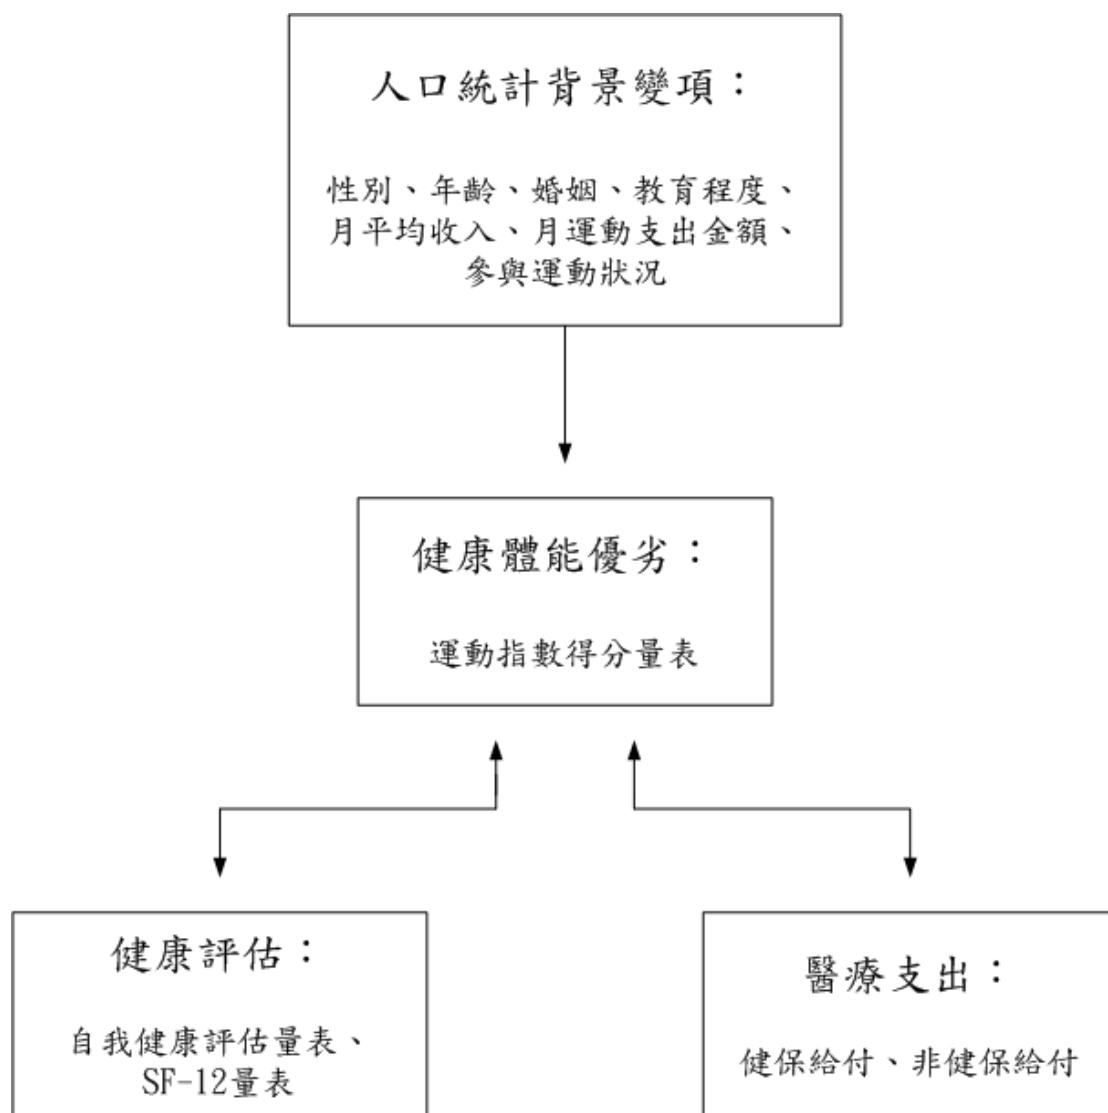 人口統計背景變項：
性別、年齡、婚姻、教育程度、
月平均收入、月運動支出金額、
參與運動狀況
健康體能優劣：
運動指數得分量表
健康評估：
自我健康評估量表、
SF-12量表
醫療支出：
健保給付、非健保給付